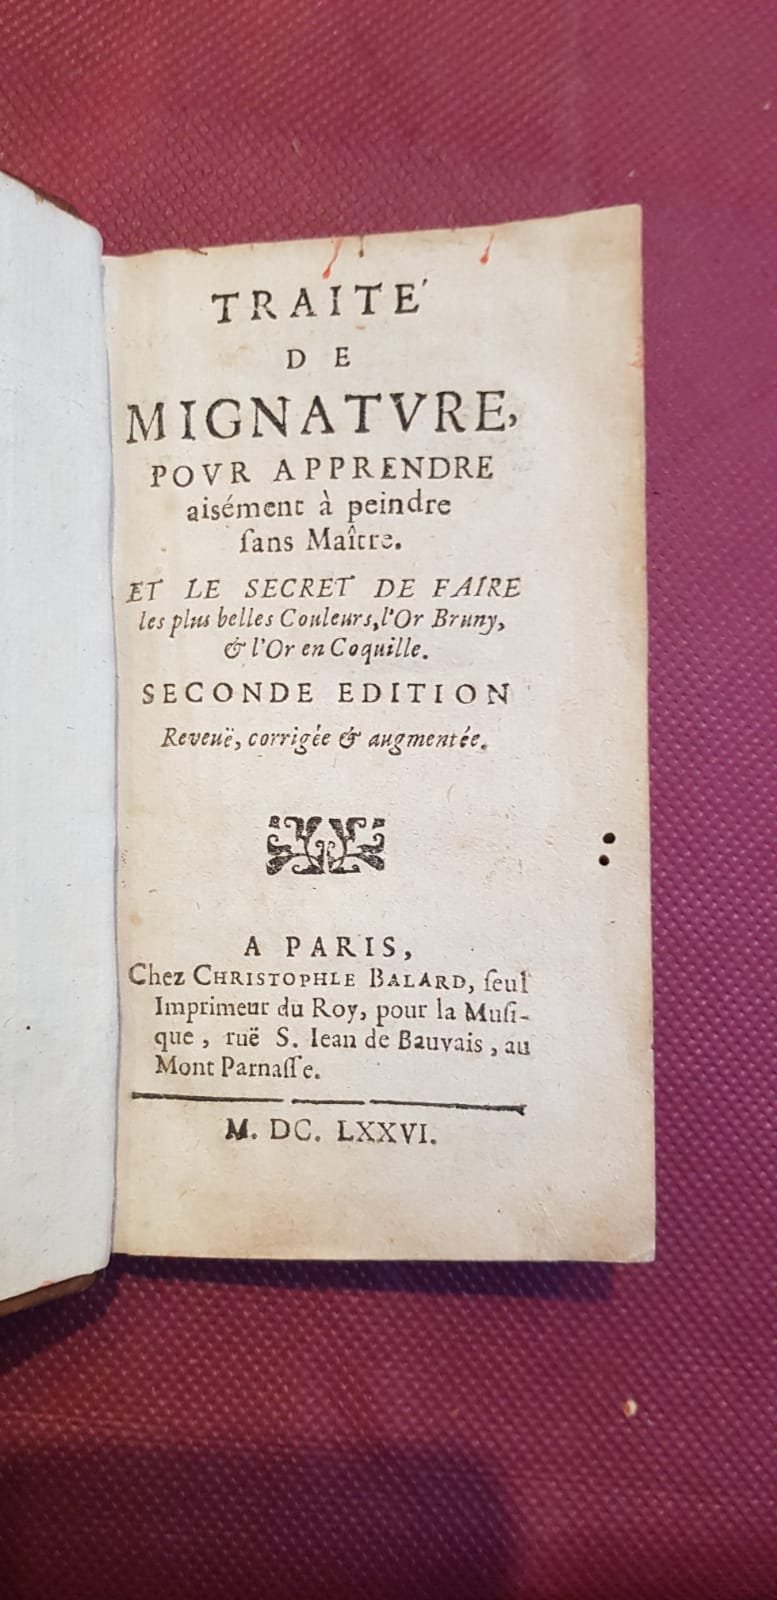 TRAITE'
DE
MIGNATVRE,
POVR APPRENDRE
aisément à peindre
ſans Maître.
ET LE SECRET DE FAIRE
les plus belles Couleurs, l'Or Bruny,
& l'Or en Coquille.
SECONDE EDITION
Reveuë, corrigée & augmentée.
A PARIS,
Chez CHRISTOPHLE BALARD, ſeul
Imprimeur du Roy, pour la Muſi-
que, ruë S. Iean de Bauvais, au
Mont Parnaſſe.
M. DC. LXXVI.